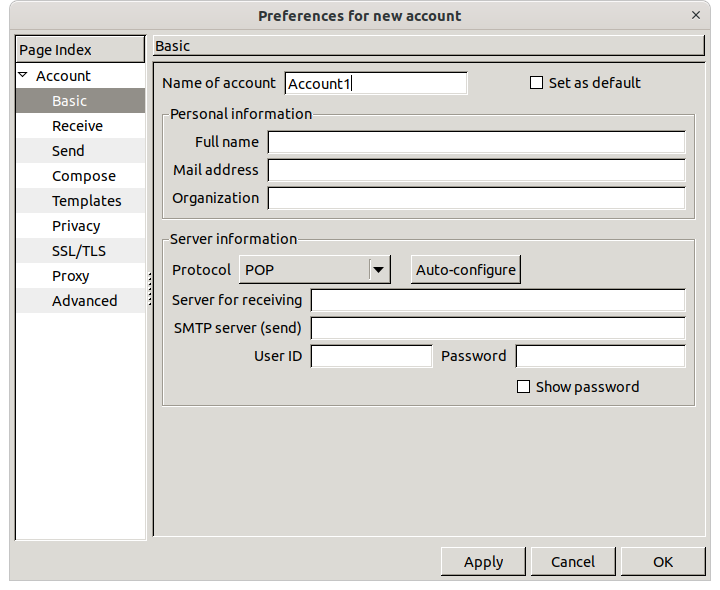 Preferences for new account
Page Index
Account
Basic
Receive
Send
Compose
Templates
Privacy
SSL/TLS
Proxy
Advanced
Basic
Name of account Account1 Set as default
Personal information
Full name
Mail address
Organization
Server information
Protocol POP Auto-configure
Server for receiving
SMTP server (send)
User ID Password
Show password
Apply Cancel OK